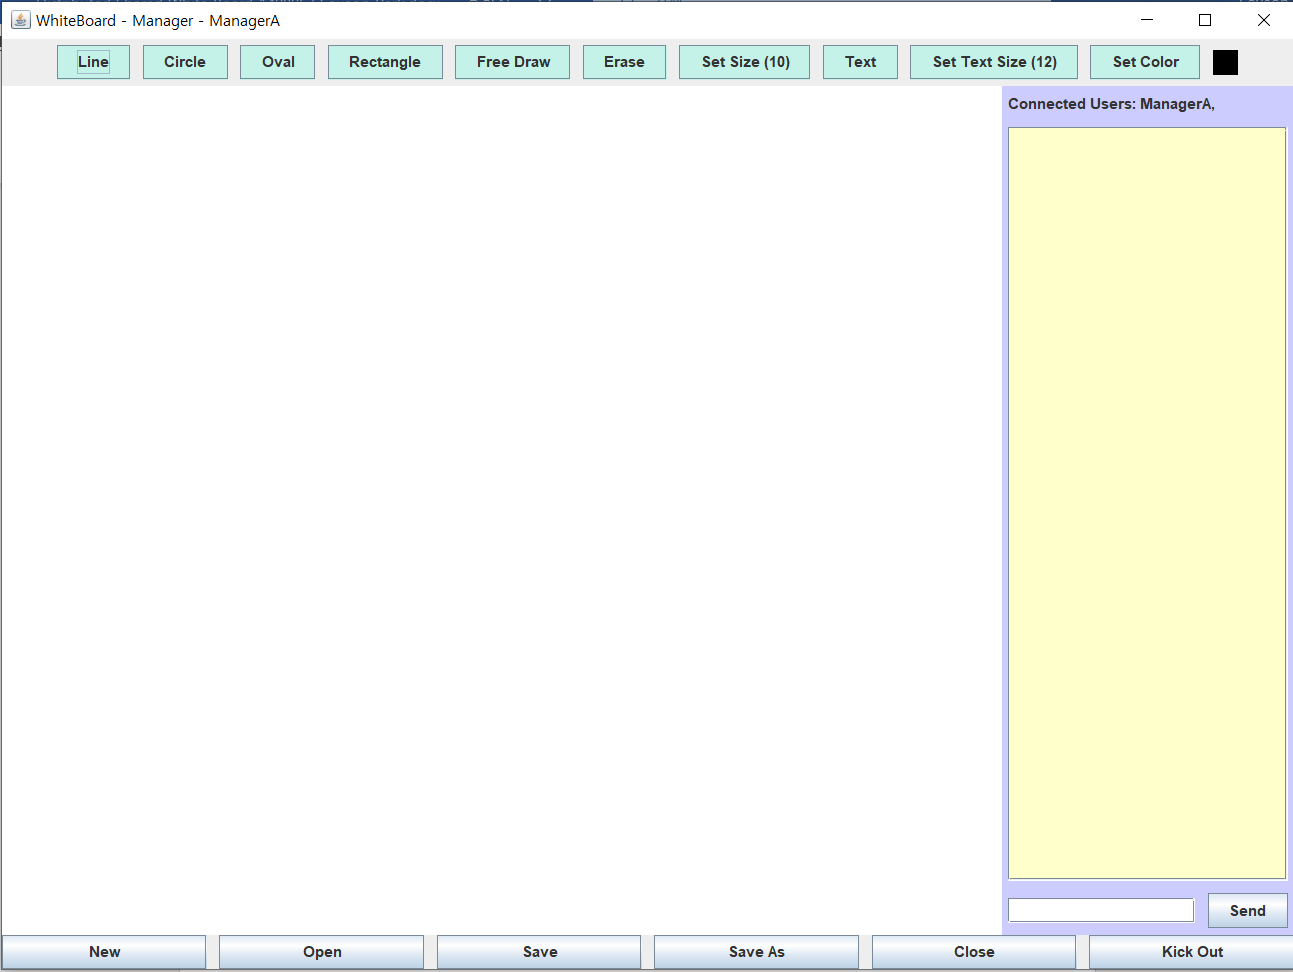 WhiteBoard - Manager - ManagerA
Line Circle Oval Rectangle Free Draw Erase Set Size (10) Text Set Text Size (12) Set Color
Connected Users: ManagerA,
Send
New Open Save Save As Close Kick Out